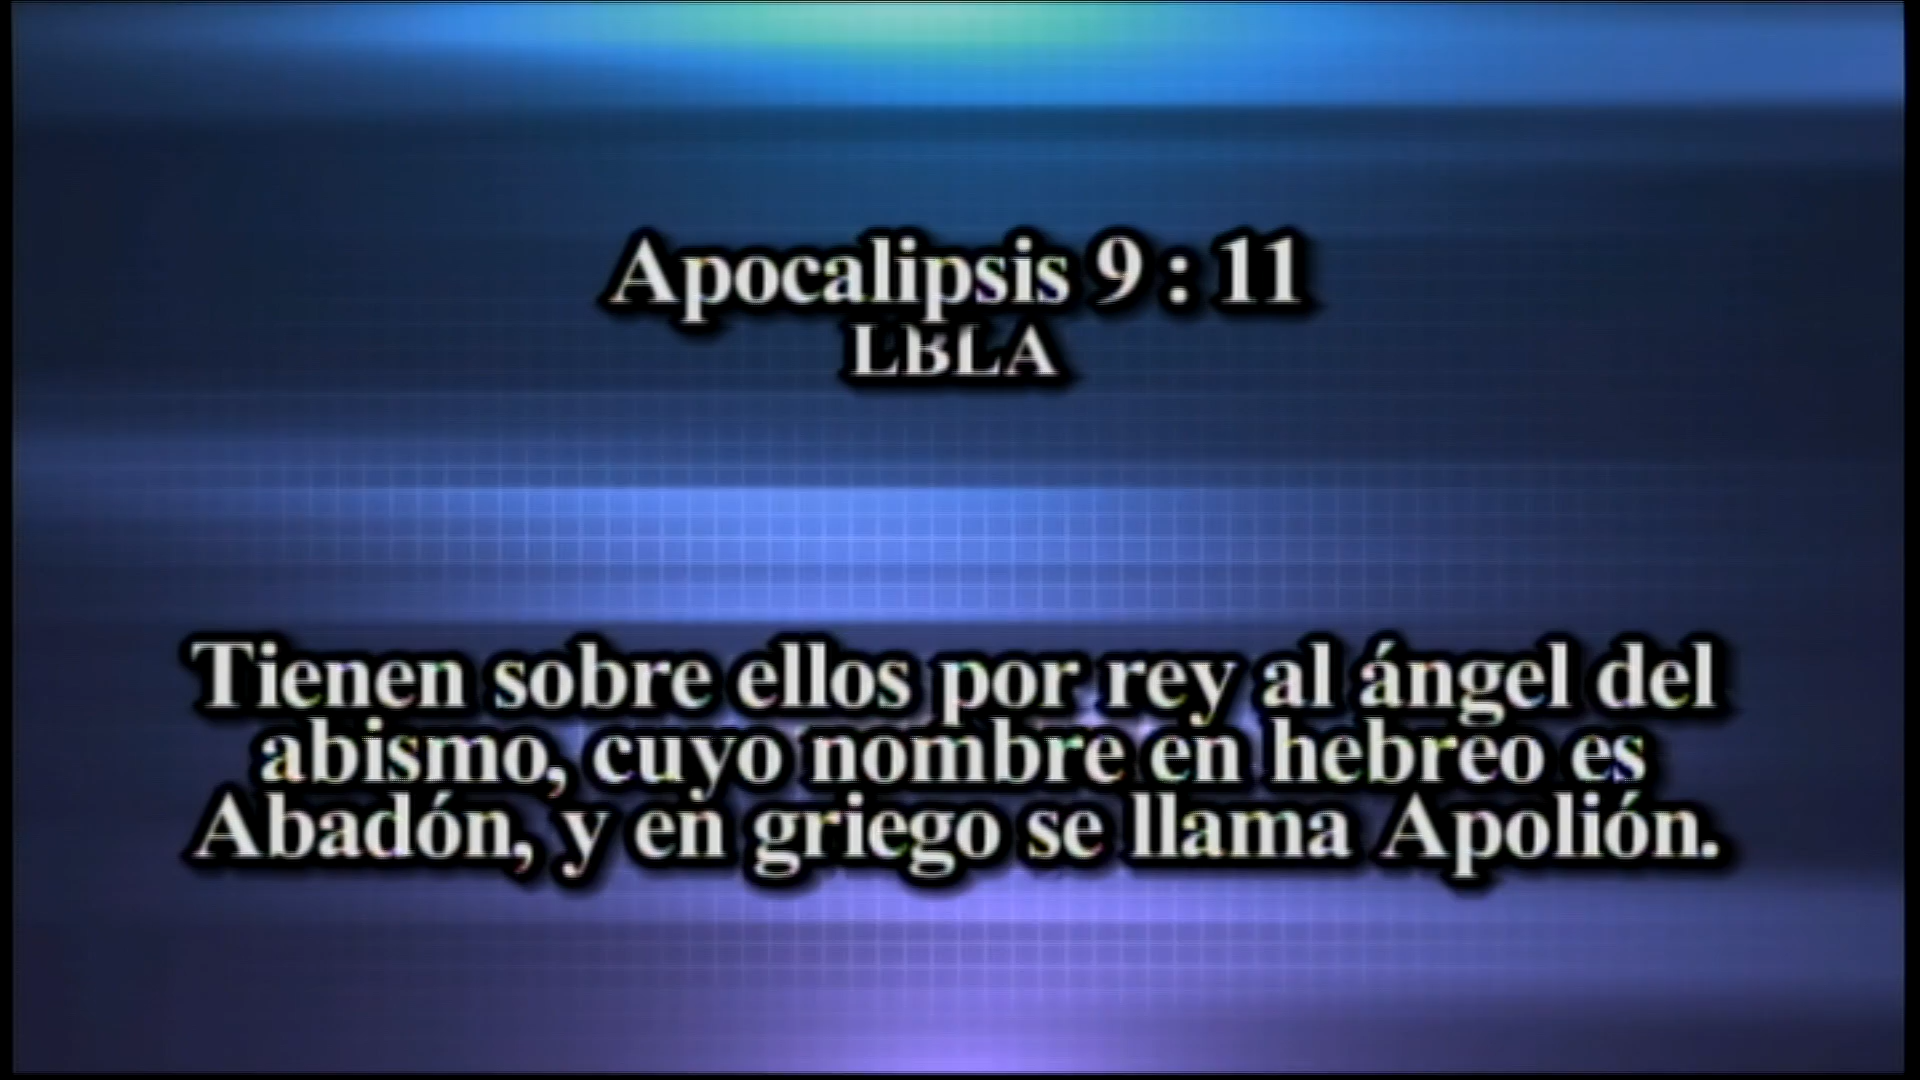 Apocalipsis 9 : 11
LBLA
Tienen sobre ellos por rey al ángel del
abismo, cuyo nombre en hebreo es
Abadón, y en griego se llama Apolión.